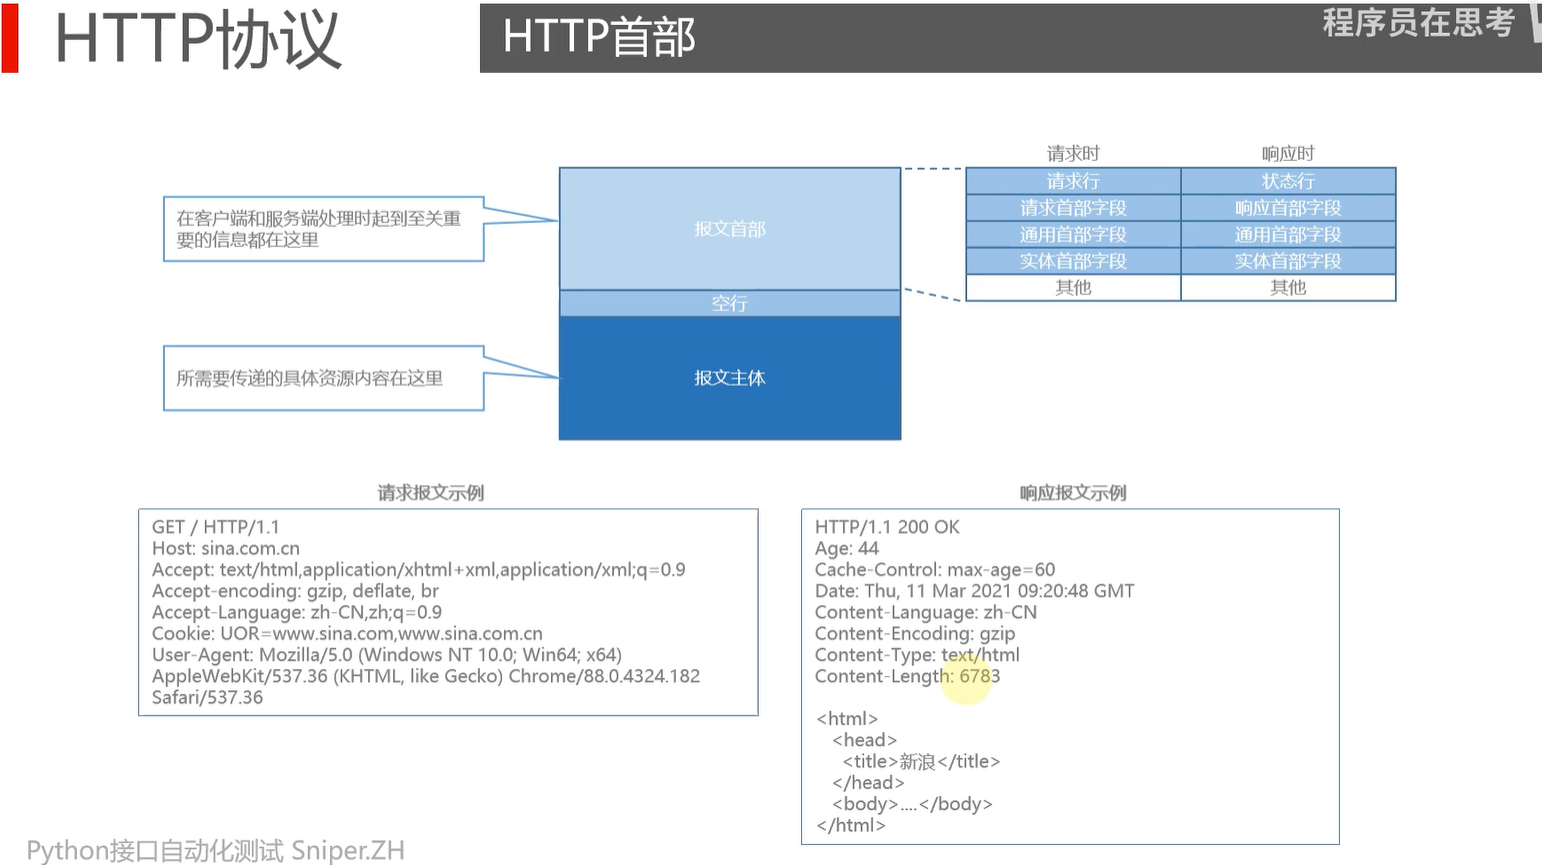 HTTP协议
HTTP首部
程序员在思考
请求时
响应时
请求行
状态行
请求首部字段
响应首部字段
通用首部字段
通用首部字段
实体首部字段
实体首部字段
其他
其他
在客户端和服务端处理时起到至关重
要的信息都在这里
报文首部
空行
所需要传递的具体资源内容在这里
报文主体
请求报文示例
GET / HTTP/1.1
Host: sina.com.cn
Accept: text/html,application/xhtml+xml,application/xml;q=0.9
Accept-encoding: gzip, deflate, br
Accept-Language: zh-CN,zh;q=0.9
Cookie: UOR=www.sina.com,www.sina.com.cn
User-Agent: Mozilla/5.0 (Windows NT 10.0; Win64; x64)
AppleWebKit/537.36 (KHTML, like Gecko) Chrome/88.0.4324.182
Safari/537.36
响应报文示例
HTTP/1.1 200 OK
Age: 44
Cache-Control: max-age=60
Date: Thu, 11 Mar 2021 09:20:48 GMT
Content-Language: zh-CN
Content-Encoding: gzip
Content-Type: text/html
Content-Length: 6783
<html>
<head>
<title>新浪</title>
</head>
<body>....</body>
</html>
Python接口自动化测试 Sniper.ZH